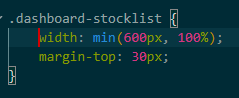 .dashboard-stocklist {
width: min(600px, 100%);
margin-top: 30px;
}